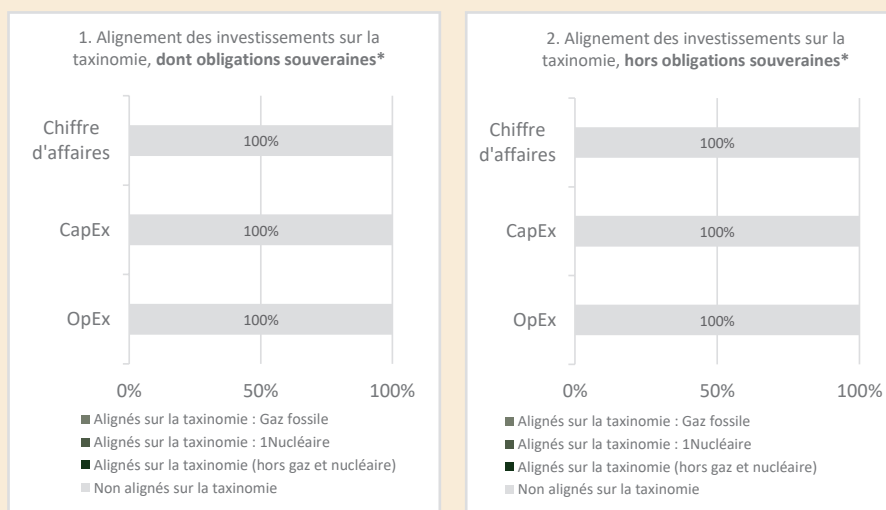 1. Alignement des investissements sur la
taxinomie, dont obligations souveraines*
Chiffre
d'affaires
100%
CapEx
100%
OpEx
100%
0%
50%
100%
Alignés sur la taxinomie : Gaz fossile
Alignés sur la taxinomie : 1Nucléaire
Alignés sur la taxinomie (hors gaz et nucléaire)
Non alignés sur la taxinomie
2. Alignement des investissements sur la
taxinomie, hors obligations souveraines*
Chiffre
d'affaires
100%
CapEx
100%
OpEx
100%
0%
50%
100%
Alignés sur la taxinomie : Gaz fossile
Alignés sur la taxinomie : 1Nucléaire
Alignés sur la taxinomie (hors gaz et nucléaire)
Non alignés sur la taxinomie